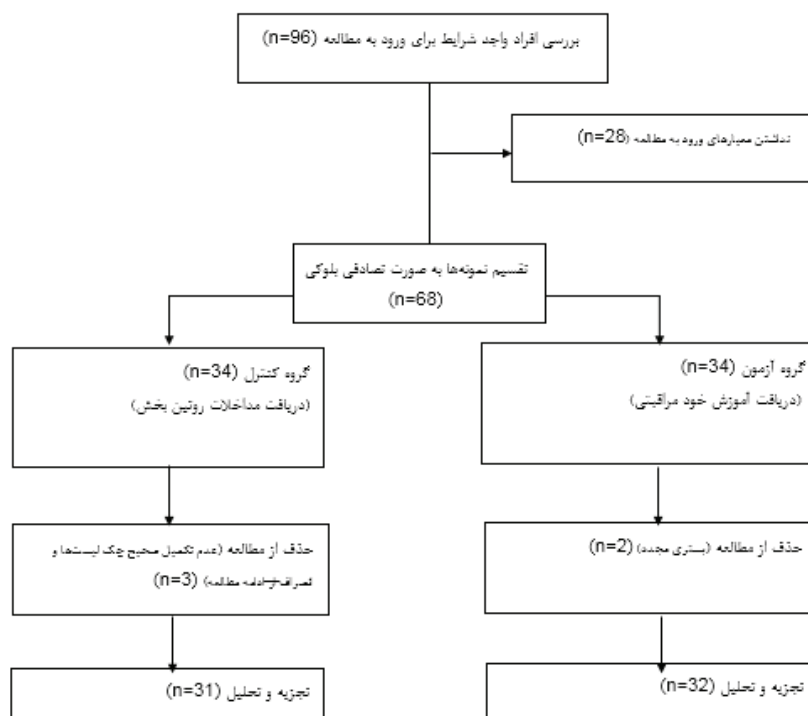 بررسی افراد واجد شرایط برای ورود به مطالعه (n=96)
نداشتن معیارهای ورود به مطالعه (n=28)
تقسیم نمونه‌ها به صورت تصادفی بلوکی
(n=68)
گروه آزمون (n=34)
(دریافت آموزش خود مراقبتی)
گروه کنترل (n=34)
(دریافت مداخلات روتین بخش)
حذف از مطالعه (بستری مجدد) (n=2)
حذف از مطالعه (عدم تکمیل صحیح چک لیست‌ها و
ادامه مطالعه) (n=3)
تجزیه و تحلیل (n=32)
تجزیه و تحلیل (n=31)